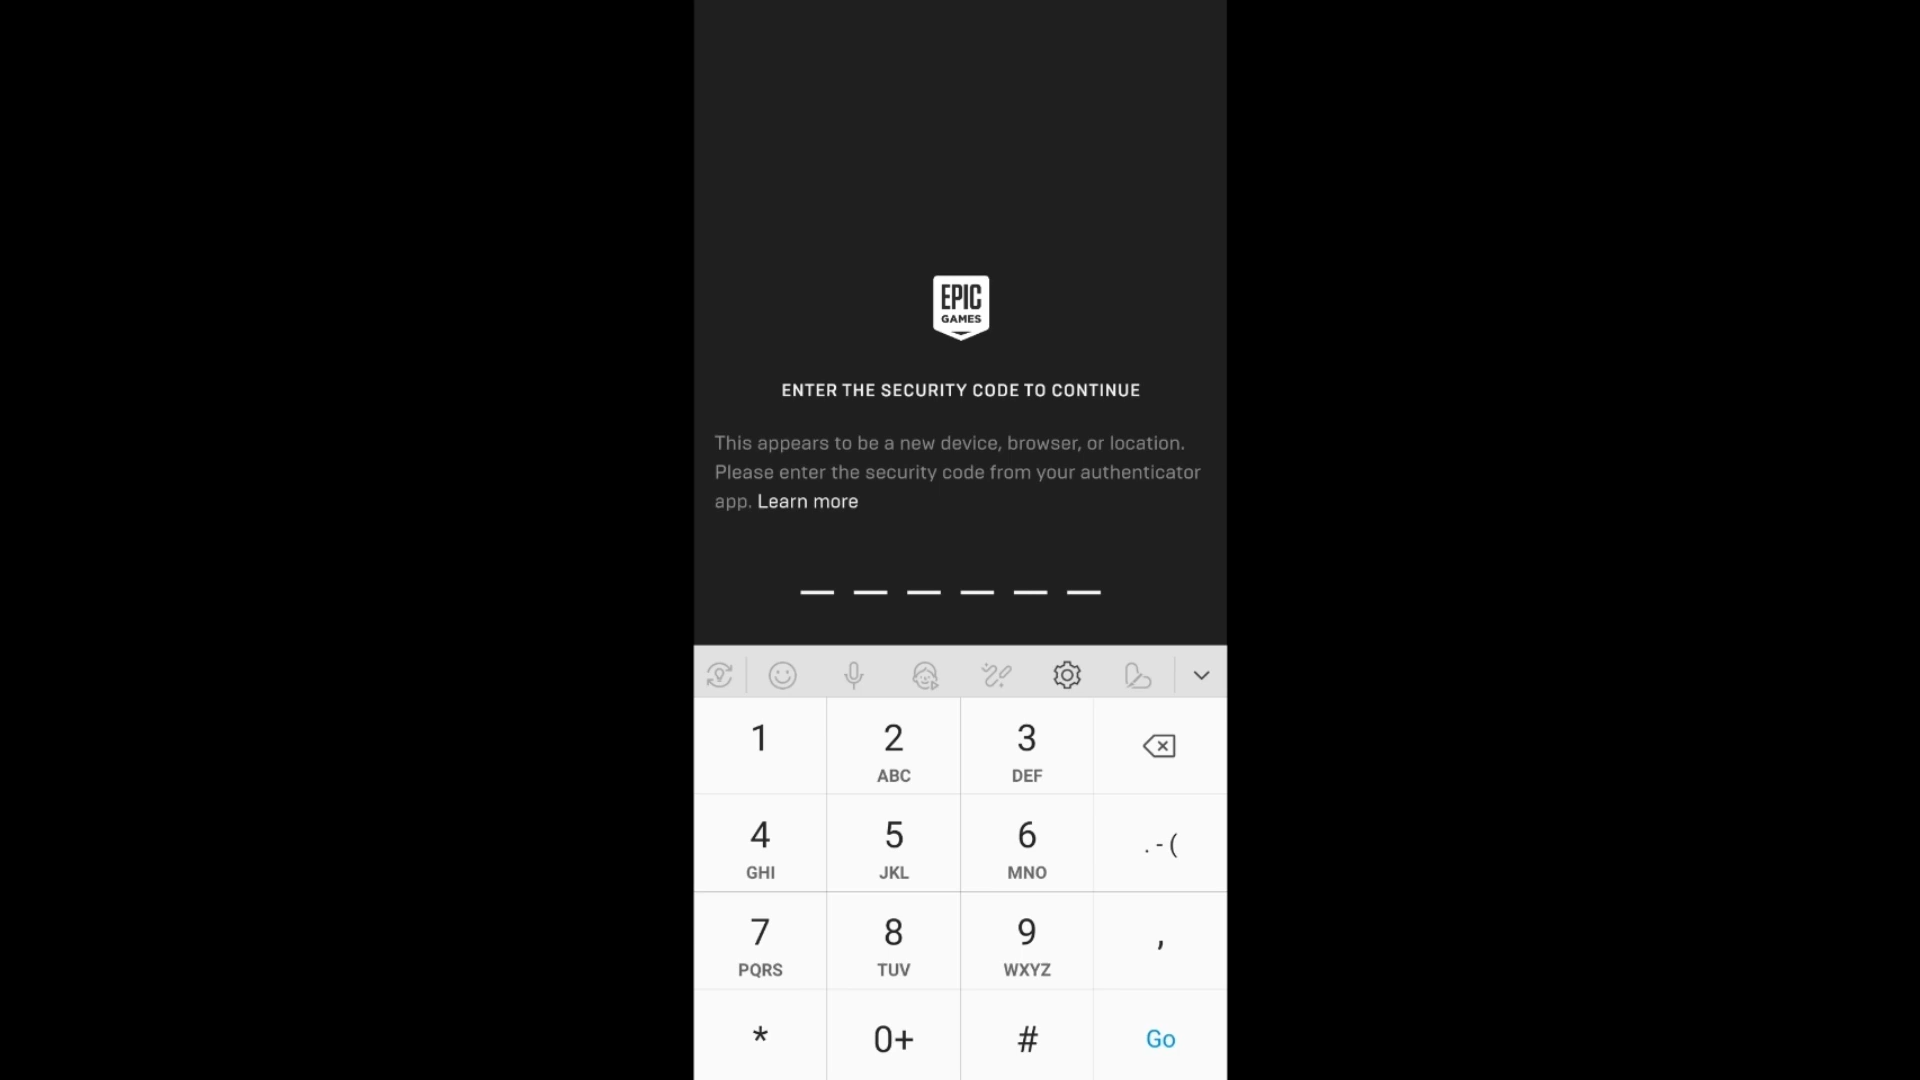 EPIC
GAMES
ENTER THE SECURITY CODE TO CONTINUE
This appears to be a new device, browser, or location.
Please enter the security code from your authenticator
app. Learn more
1 2 3
ABC DEF
4 5 6 . - (
GHI JKL MNO
7 8 9 ,
PQRS TUV WXYZ
* 0+ # Go